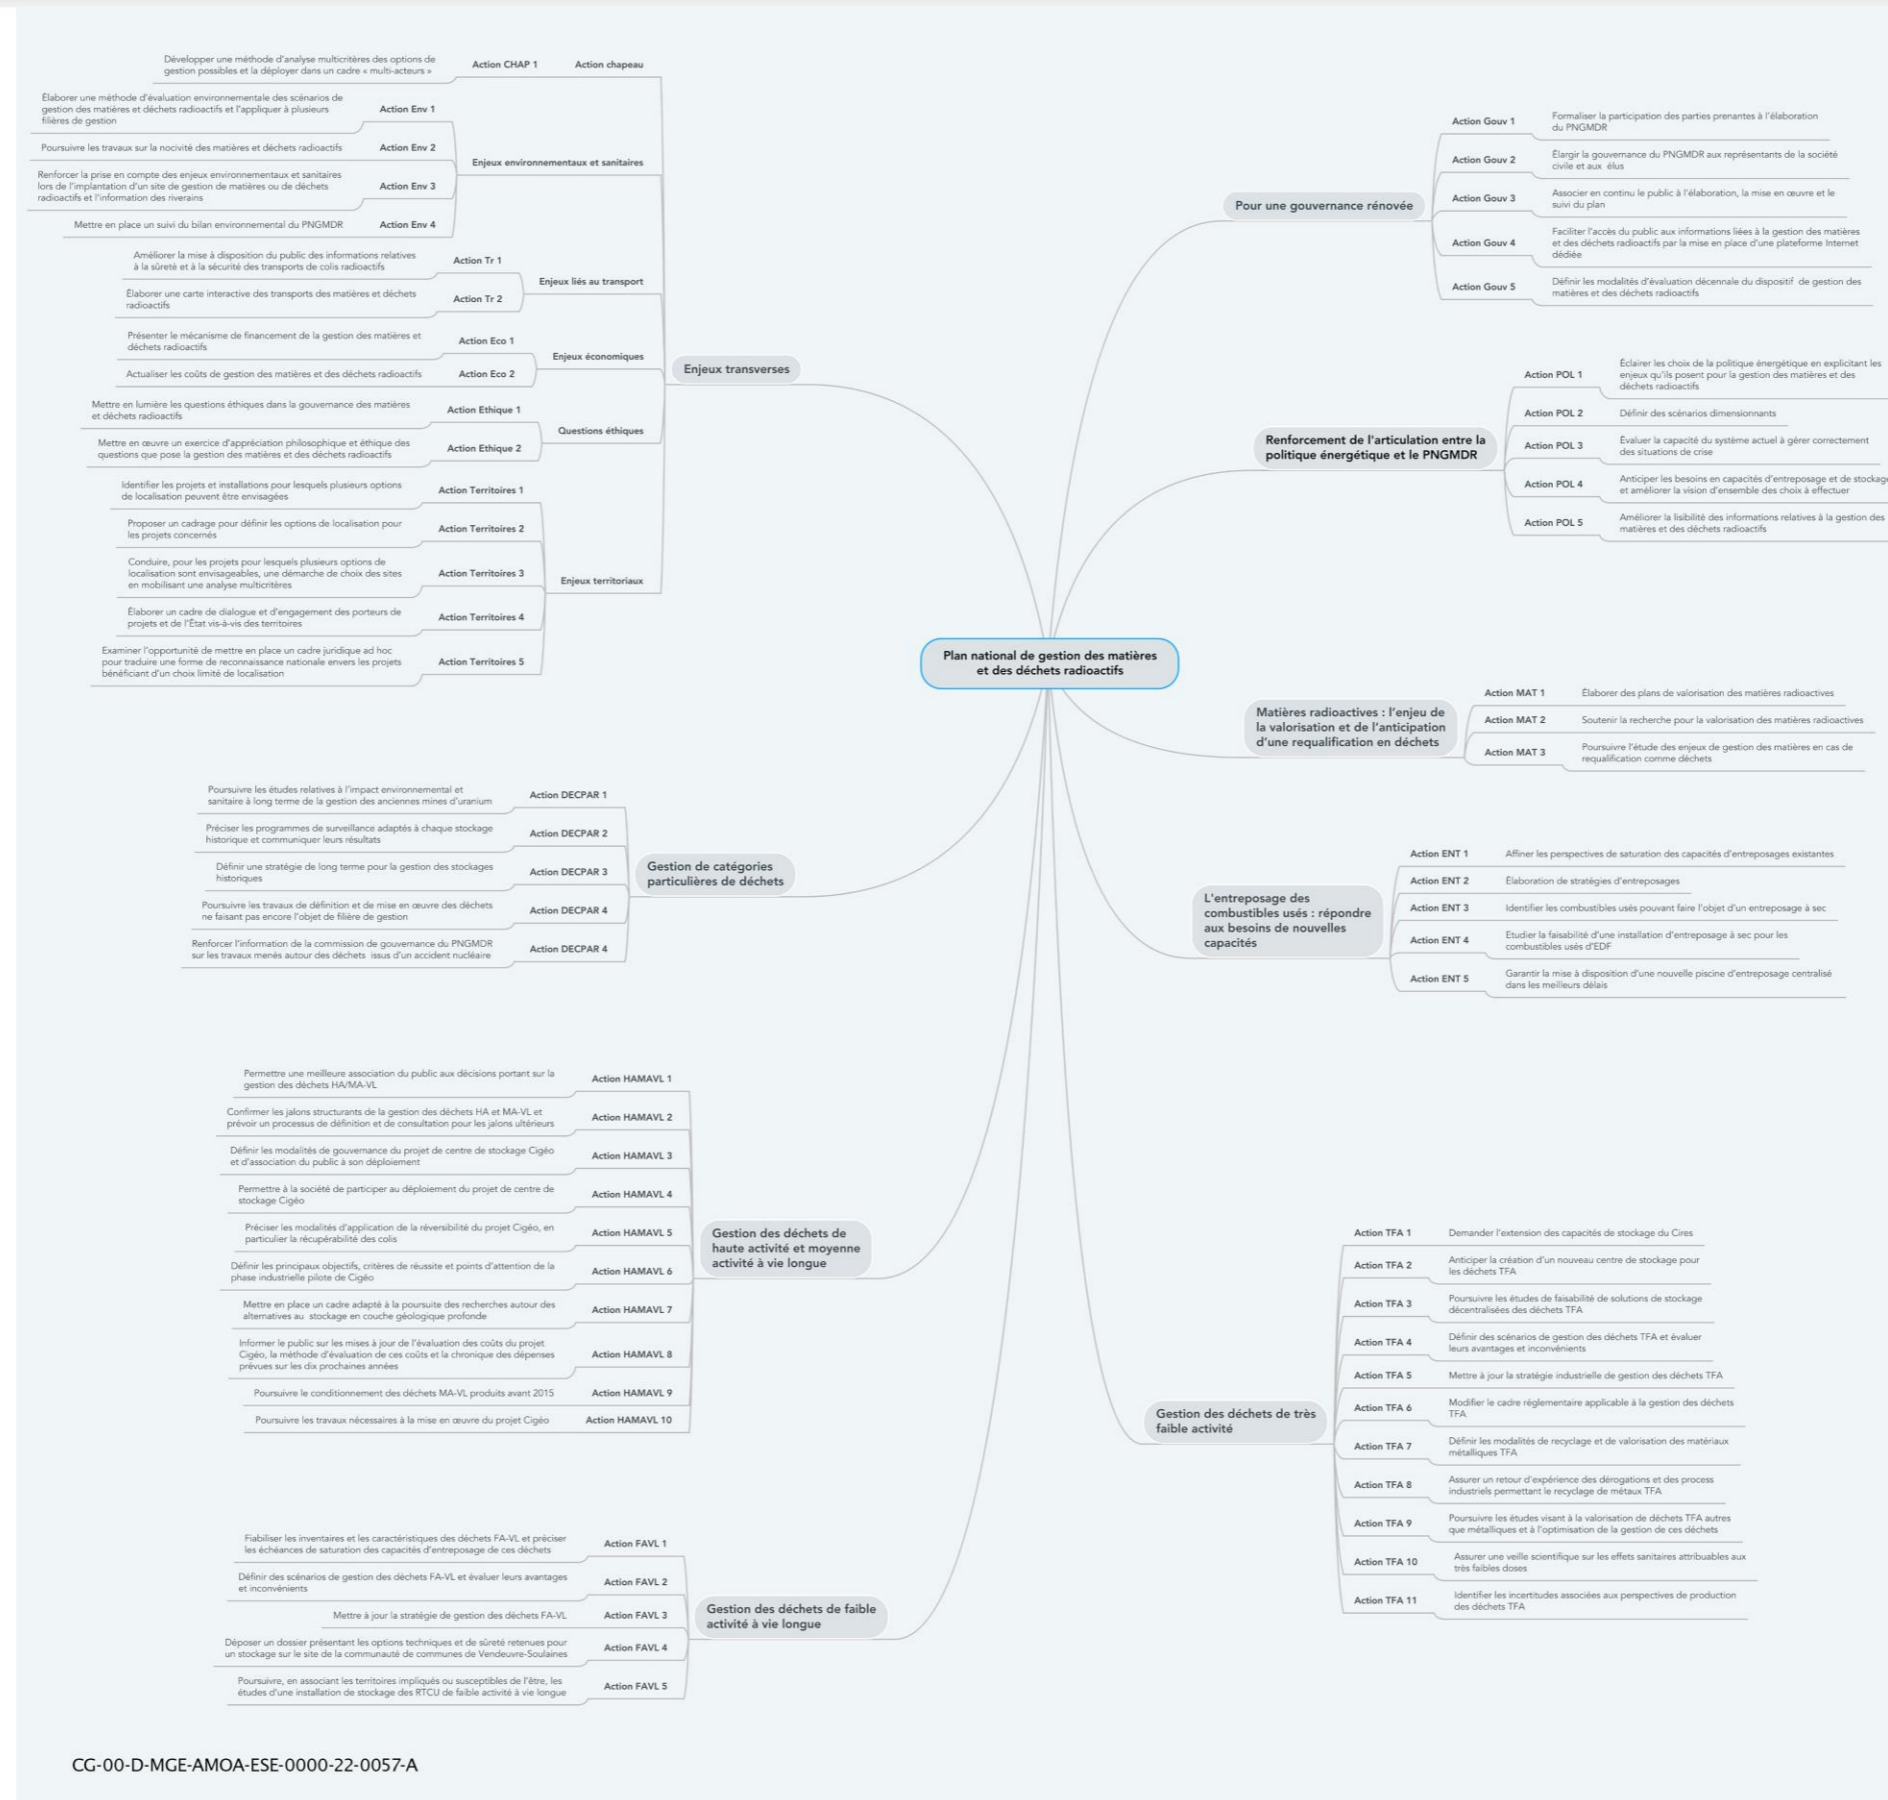 Développer une méthode d'analyse multicritères des options de
gestion possibles et la déployer dans un cadre « multi-acteurs »
Action CHAP 1
Action chapeau
Élaborer une méthode d'évaluation environnementale des scénarios de
gestion des matières et déchets radioactifs et l'appliquer à plusieurs
filières de gestion
Action Env 1
Poursuivre les travaux sur la nocivité des matières et déchets radioactifs
Action Env 2
Enjeux environnementaux et sanitaires
Renforcer la prise en compte des enjeux environnementaux et sanitaires
lors de l'implantation d'un site de gestion de matières ou de déchets
radioactifs et l'information des riverains
Action Env 3
Mettre en place un suivi du bilan environnemental du PNGMDR
Action Env 4
Améliorer la mise à disposition du public des informations relatives
à la sûreté et à la sécurité des transports de colis radioactifs
Action Tr 1
Enjeux liés au transport
Élaborer une carte interactive des transports des matières et déchets
radioactifs
Action Tr 2
Présenter le mécanisme de financement de la gestion des matières et
déchets radioactifs
Action Eco 1
Enjeux économiques
Actualiser les coûts de gestion des matières et des déchets radioactifs
Action Eco 2
Enjeux transverses
Mettre en lumière les questions éthiques dans la gouvernance des matières
et déchets radioactifs
Action Ethique 1
Questions éthiques
Mettre en œuvre un exercice d'appréciation philosophique et éthique des
questions que pose la gestion des matières et des déchets radioactifs
Action Ethique 2
Identifier les projets et installations pour lesquels plusieurs options
de localisation peuvent être envisagées
Action Territoires 1
Proposer un cadrage pour définir les options de localisation pour
les projets concernés
Action Territoires 2
Conduire, pour les projets pour lesquels plusieurs options de
localisation sont envisageables, une démarche de choix des sites
en mobilisant une analyse multicritères
Action Territoires 3
Enjeux territoriaux
Élaborer un cadre de dialogue et d'engagement des porteurs de
projets et de l'État vis-à-vis des territoires
Action Territoires 4
Examiner l'opportunité de mettre en place un cadre juridique ad hoc
pour traduire une forme de reconnaissance nationale envers les projets
bénéficiant d'un choix limité de localisation
Action Territoires 5
Plan national de gestion des matières
et des déchets radioactifs
Pour une gouvernance rénovée
Action Gouv 1
Formaliser la participation des parties prenantes à l'élaboration
du PNGMDR
Action Gouv 2
Élargir la gouvernance du PNGMDR aux représentants de la société
civile et aux élus
Action Gouv 3
Associer en continu le public à l'élaboration, la mise en œuvre et le
suivi du plan
Action Gouv 4
Faciliter l'accès du public aux informations liées à la gestion des matières
et des déchets radioactifs par la mise en place d'une plateforme Internet
dédiée
Action Gouv 5
Définir les modalités d'évaluation décennale du dispositif de gestion des
matières et des déchets radioactifs
Renforcement de l'articulation entre la
politique énergétique et le PNGMDR
Action POL 1
Éclairer les choix de la politique énergétique en explicitant les
enjeux qu'ils posent pour la gestion des matières et des
déchets radioactifs
Action POL 2
Définir des scénarios dimensionnants
Action POL 3
Évaluer la capacité du système actuel à gérer correctement
des situations de crise
Action POL 4
Anticiper les besoins en capacités d'entreposage et de stockage
et améliorer la vision d'ensemble des choix à effectuer
Action POL 5
Améliorer la lisibilité des informations relatives à la gestion des
matières et des déchets radioactifs
Matières radioactives : l'enjeu de
la valorisation et de l'anticipation
d'une requalification en déchets
Action MAT 1
Élaborer des plans de valorisation des matières radioactives
Action MAT 2
Soutenir la recherche pour la valorisation des matières radioactives
Action MAT 3
Poursuivre l'étude des enjeux de gestion des matières en cas de
requalification comme déchets
L'entreposage des
combustibles usés : répondre
aux besoins de nouvelles
capacités
Action ENT 1
Affiner les perspectives de saturation des capacités d'entreposages existantes
Action ENT 2
Élaboration de stratégies d'entreposages
Action ENT 3
Identifier les combustibles usés pouvant faire l'objet d'un entreposage à sec
Action ENT 4
Etudier la faisabilité d'une installation d'entreposage à sec pour les
combustibles usés d'EDF
Action ENT 5
Garantir la mise à disposition d'une nouvelle piscine d'entreposage centralisé
dans les meilleurs délais
Poursuivre les études relatives à l'impact environnemental et
sanitaire à long terme de la gestion des anciennes mines d'uranium
Action DECPAR 1
Préciser les programmes de surveillance adaptés à chaque stockage
historique et communiquer leurs résultats
Action DECPAR 2
Définir une stratégie de long terme pour la gestion des stockages
historiques
Action DECPAR 3
Gestion de catégories
particulières de déchets
Poursuivre les travaux de définition et de mise en œuvre des déchets
ne faisant pas encore l'objet de filière de gestion
Action DECPAR 4
Renforcer l'information de la commission de gouvernance du PNGMDR
sur les travaux menés autour des déchets issus d'un accident nucléaire
Action DECPAR 4
Permettre une meilleure association du public aux décisions portant sur la
gestion des déchets HA/MA-VL
Action HAMAVL 1
Confirmer les jalons structurants de la gestion des déchets HA et MA-VL et
prévoir un processus de définition et de consultation pour les jalons ultérieurs
Action HAMAVL 2
Définir les modalités de gouvernance du projet de centre de stockage Cigéo
et d'association du public à son déploiement
Action HAMAVL 3
Permettre à la société de participer au déploiement du projet de centre de
stockage Cigéo
Action HAMAVL 4
Préciser les modalités d'application de la réversibilité du projet Cigéo, en
particulier la récupérabilité des colis
Action HAMAVL 5
Gestion des déchets de
haute activité et moyenne
activité à vie longue
Définir les principaux objectifs, critères de réussite et points d'attention de la
phase industrielle pilote de Cigéo
Action HAMAVL 6
Mettre en place un cadre adapté à la poursuite des recherches autour des
alternatives au stockage en couche géologique profonde
Action HAMAVL 7
Informer le public sur les mises à jour de l'évaluation des coûts du projet
Cigéo, la méthode d'évaluation de ces coûts et la chronique des dépenses
prévues sur les dix prochaines années
Action HAMAVL 8
Poursuivre le conditionnement des déchets MA-VL produits avant 2015
Action HAMAVL 9
Poursuivre les travaux nécessaires à la mise en œuvre du projet Cigéo
Action HAMAVL 10
Gestion des déchets de très
faible activité
Action TFA 1
Demander l'extension des capacités de stockage du Cires
Action TFA 2
Anticiper la création d'un nouveau centre de stockage pour
les déchets TFA
Action TFA 3
Poursuivre les études de faisabilité de solutions de stockage
décentralisées des déchets TFA
Action TFA 4
Définir des scénarios de gestion des déchets TFA et évaluer
leurs avantages et inconvénients
Action TFA 5
Mettre à jour la stratégie industrielle de gestion des déchets TFA
Action TFA 6
Modifier le cadre réglementaire applicable à la gestion des déchets
TFA
Action TFA 7
Définir les modalités de recyclage et de valorisation des matériaux
métalliques TFA
Action TFA 8
Assurer un retour d'expérience des dérogations et des process
industriels permettant le recyclage de métaux TFA
Action TFA 9
Poursuivre les études visant à la valorisation de déchets TFA autres
que métalliques et à l'optimisation de la gestion de ces déchets
Action TFA 10
Assurer une veille scientifique sur les effets sanitaires attribuables aux
très faibles doses
Action TFA 11
Identifier les incertitudes associées aux perspectives de production
des déchets TFA
Fiabiliser les inventaires et les caractéristiques des déchets FA-VL et préciser
les échéances de saturation des capacités d'entreposage de ces déchets
Action FAVL 1
Définir des scénarios de gestion des déchets FA-VL et évaluer leurs avantages
et inconvénients
Action FAVL 2
Mettre à jour la stratégie de gestion des déchets FA-VL
Action FAVL 3
Gestion des déchets de faible
activité à vie longue
Déposer un dossier présentant les options techniques et de sûreté retenues pour
un stockage sur le site de la communauté de communes de Vendeuvre-Soulaines
Action FAVL 4
Poursuivre, en associant les territoires impliqués ou susceptibles de l'être, les
études d'une installation de stockage des RTCU de faible activité à vie longue
Action FAVL 5
CG-00-D-MGE-AMOA-ESE-0000-22-0057-A